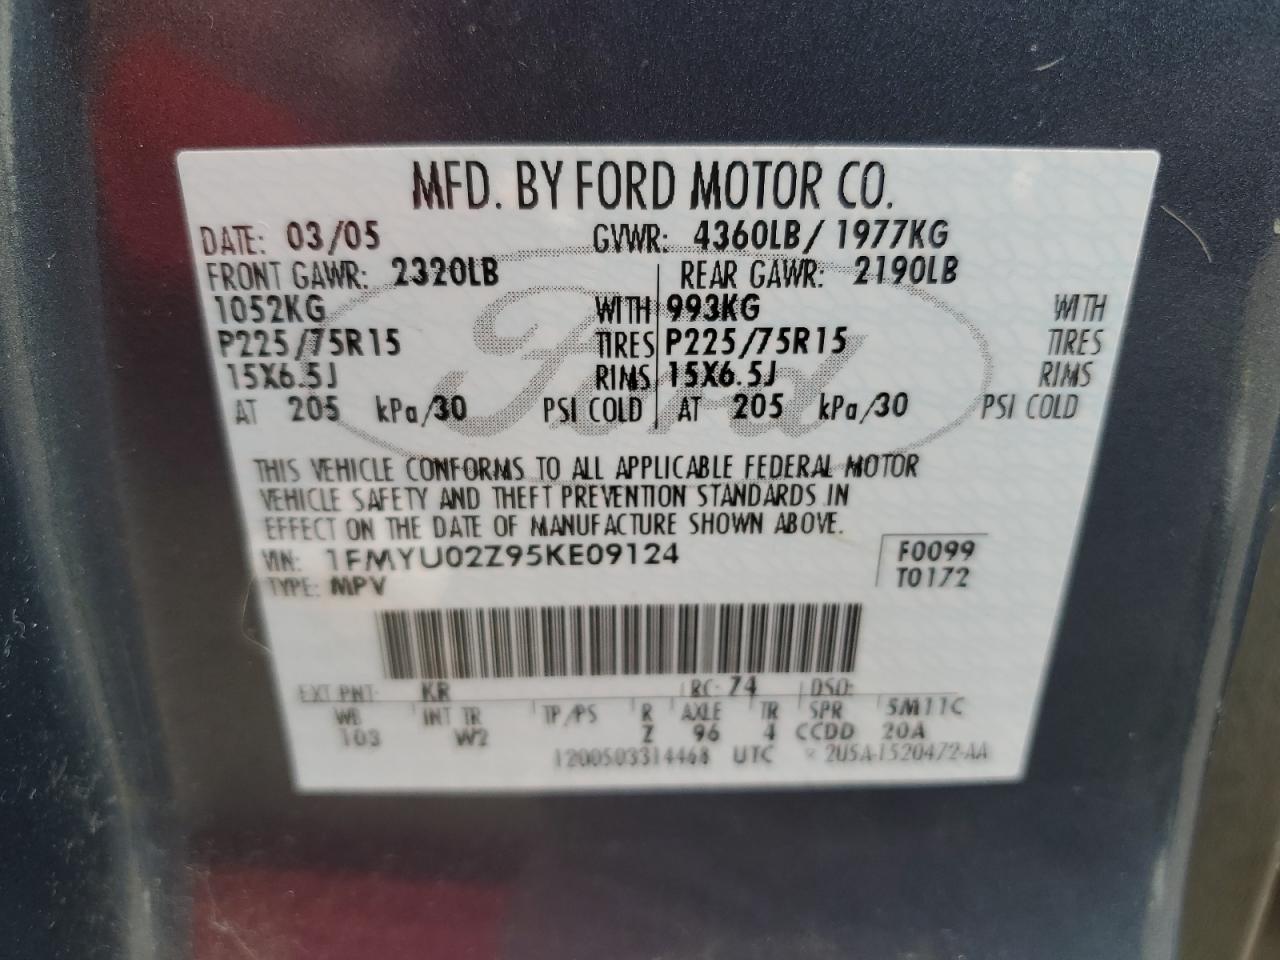 MFD. BY FORD MOTOR CO.
DATE: 03/05 GVWR: 4360LB/ 1977KG
FRONT GAWR: 2320LB REAR GAWR: 2190LB
1052KG WITH 993KG WITH
P225/75R15 TIRES P225/75R15 TIRES
15X6.5J RIMS 15X6.5J RIMS
AT 205 kPa/30 PSI COLD AT 205 kPa/30 PSI COLD
Ford
THIS VEHICLE CONFORMS TO ALL APPLICABLE FEDERAL MOTOR
VEHICLE SAFETY AND THEFT PREVENTION STANDARDS IN
EFFECT ON THE DATE OF MANUFACTURE SHOWN ABOVE.
VIN: 1FMYU02Z95KE09124 F0099
TYPE: MPV T0172
EXT PNT: KR RC: 74 DSO:
WB INT TR TP/PS R AXLE TR SPR 5M11C
103 W2 Z 96 4 CCDD 20A
1200503314468 UTC 2U5A-1520472-AA